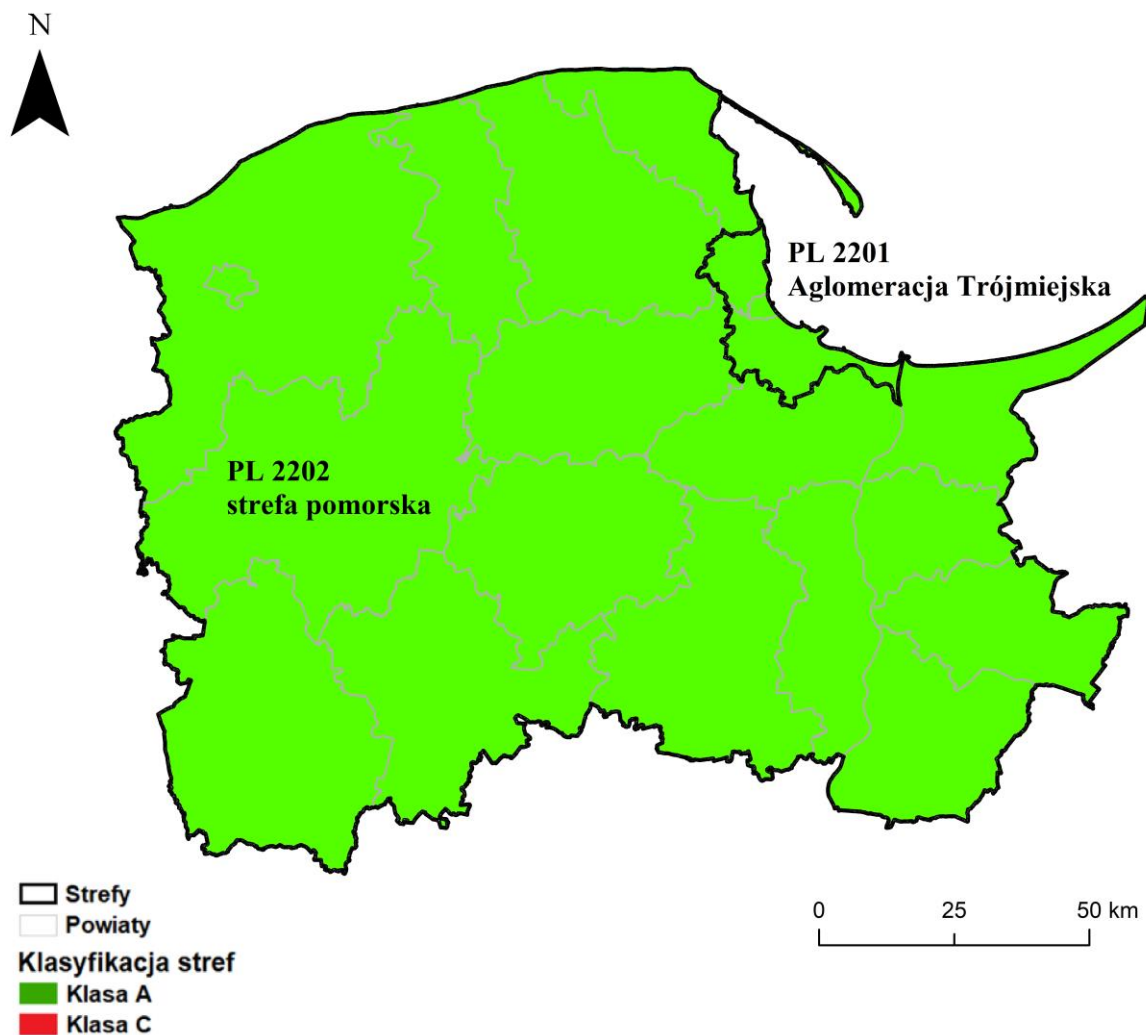 N
PL 2201
Aglomeracja Trójmiejska
PL 2202
strefa pomorska
Strefy
Powiaty
Klasyfikacja stref
Klasa A
Klasa C
0 25 50 km